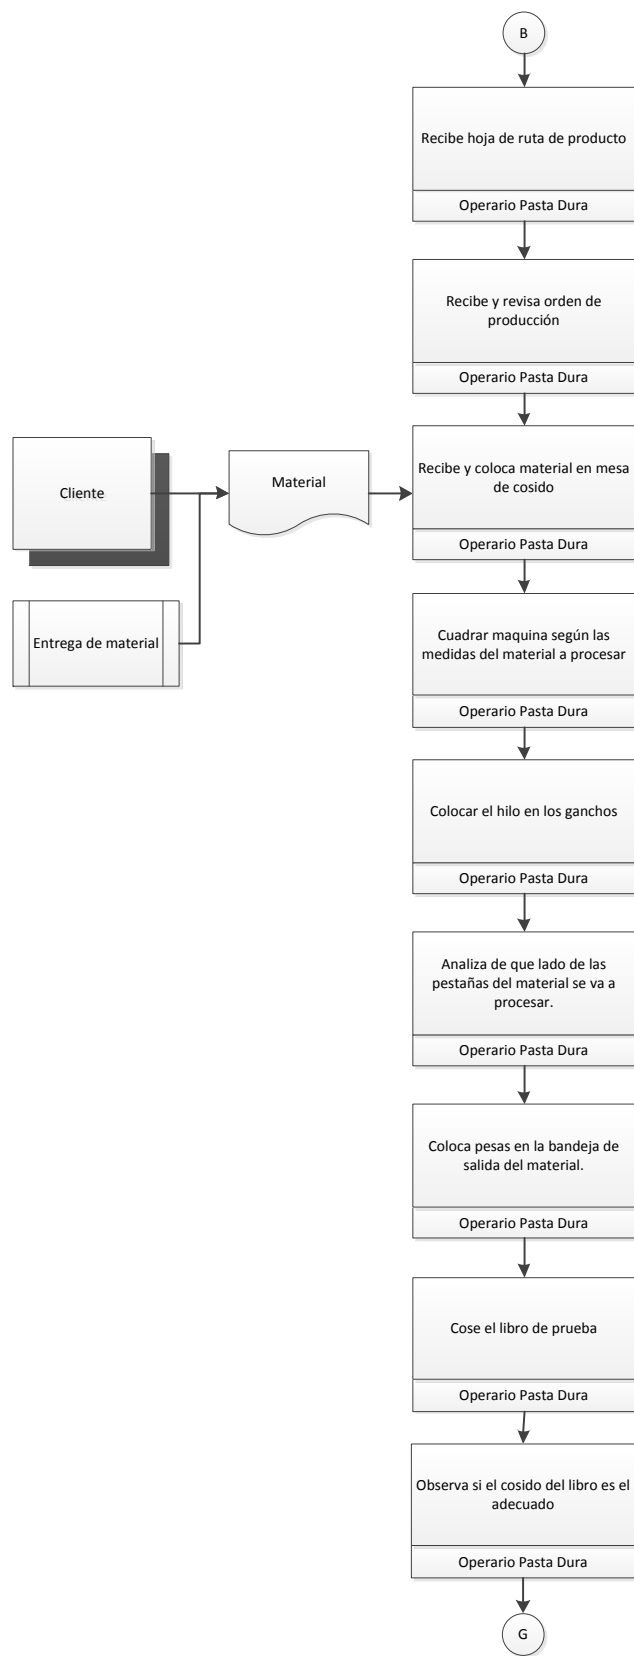 B
Recibe hoja de ruta de producto
Operario Pasta Dura
Recibe y revisa orden de
producción
Operario Pasta Dura
Cliente
Material
Entrega de material
Recibe y coloca material en mesa
de cosido
Operario Pasta Dura
Cuadrar maquina según las
medidas del material a procesar
Operario Pasta Dura
Colocar el hilo en los ganchos
Operario Pasta Dura
Analiza de que lado de las
pestañas del material se va a
procesar.
Operario Pasta Dura
Coloca pesas en la bandeja de
salida del material.
Operario Pasta Dura
Cose el libro de prueba
Operario Pasta Dura
Observa si el cosido del libro es el
adecuado
Operario Pasta Dura
G